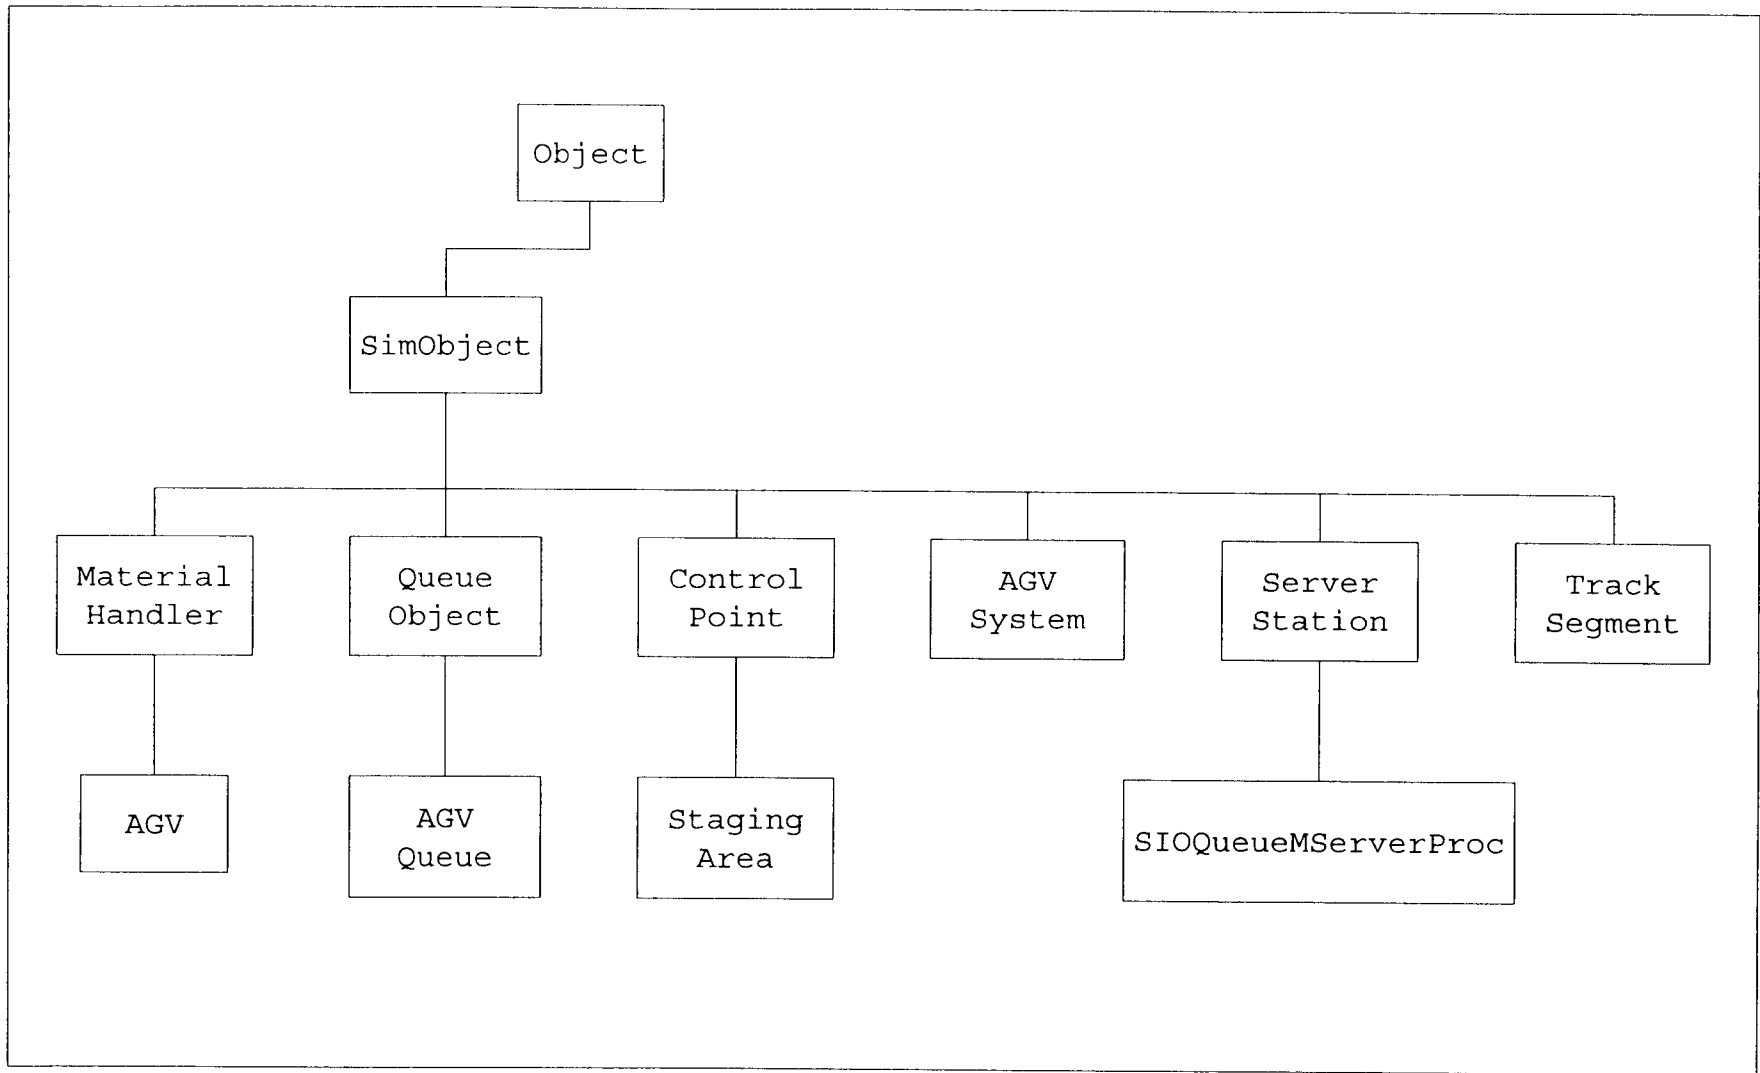 Object
SimObject
Material
Handler
Queue
Object
Control
Point
AGV
System
Server
Station
Track
Segment
AGV
AGV
Queue
Staging
Area
SIOQueueMServerProc